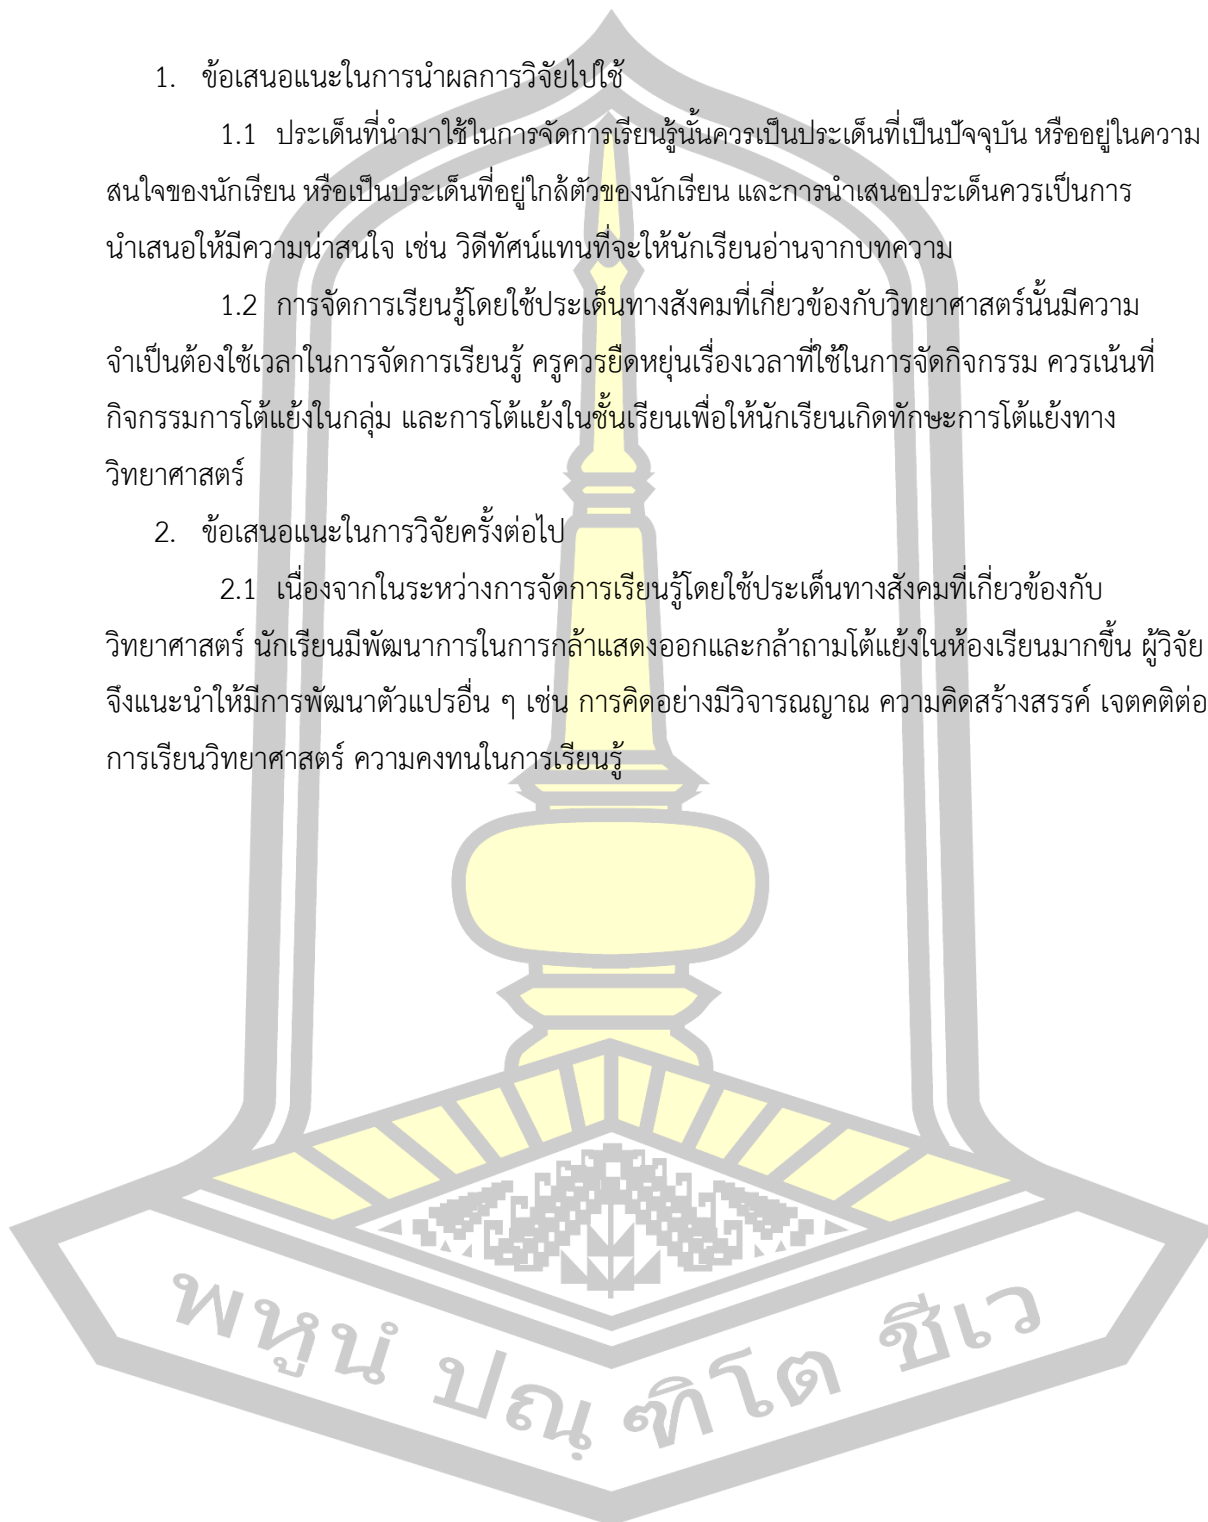 1. ข้อเสนอแนะในการนำผลการวิจัยไปใช้
1.1 ประเด็นที่นำมาใช้ในการจัดการเรียนรู้นั้นควรเป็นประเด็นที่เป็นปัจจุบัน หรืออยู่ในความ
สนใจของนักเรียน หรือเป็นประเด็นที่อยู่ใกล้ตัวของนักเรียน และการนำเสนอประเด็นควรเป็นการ
นำเสนอให้มีความน่าสนใจ เช่น วิดีทัศน์แทนที่จะให้นักเรียนอ่านจากบทความ
1.2 การจัดการเรียนรู้โดยใช้ประเด็นทางสังคมที่เกี่ยวข้องกับวิทยาศาสตร์นั้นมีความ
จำเป็นต้องใช้เวลาในการจัดการเรียนรู้ ครูควรยืดหยุ่นเรื่องเวลาที่ใช้ในการจัดกิจกรรม ควรเน้นที่
กิจกรรมการโต้แย้งในกลุ่ม และการโต้แย้งในชั้นเรียนเพื่อให้นักเรียนเกิดทักษะการโต้แย้งทาง
วิทยาศาสตร์
2. ข้อเสนอแนะในการวิจัยครั้งต่อไป
2.1 เนื่องจากในระหว่างการจัดการเรียนรู้โดยใช้ประเด็นทางสังคมที่เกี่ยวข้องกับ
วิทยาศาสตร์ นักเรียนมีพัฒนาการในการกล้าแสดงออกและกล้าถามโต้แย้งในห้องเรียนมากขึ้น ผู้วิจัย
จึงแนะนำให้มีการพัฒนาตัวแปรอื่น ๆ เช่น การคิดอย่างมีวิจารณญาณ ความคิดสร้างสรรค์ เจตคติต่อ
การเรียนวิทยาศาสตร์ ความคงทนในการเรียนรู้
พหูนํ ปณฺ ฑิโต ชีเว